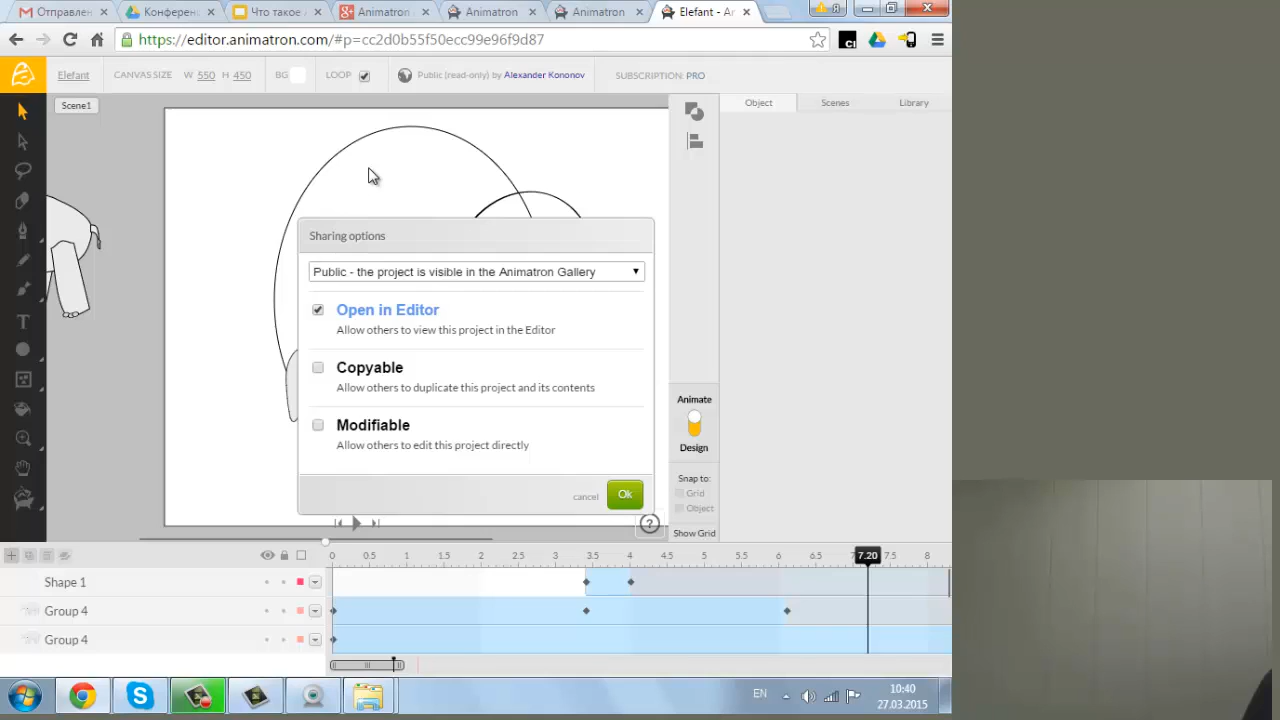 Отправлен
Конференц
Что такое
Animatron
Animatron
Animatron
Elefant - An
8
https://editor.animatron.com/#p=cc2d0b55f50ecc99e96f9d87
Elefant
CANVAS SIZE W 550 H 450
BG
LOOP
Public (read-only) by Alexander Kononov
SUBSCRIPTION: PRO
Scene1
Object
Scenes
Library
Sharing options
Public - the project is visible in the Animatron Gallery
Open in Editor
Allow others to view this project in the Editor
Copyable
Allow others to duplicate this project and its contents
Modifiable
Allow others to edit this project directly
cancel
Ok
Animate
Design
Snap to:
Grid
Object
Show Grid
0 0.5 1 1.5 2 2.5 3 3.5 4 4.5 5 5.5 6 6.5 7.20 7.5 8
Shape 1
Group 4
Group 4
EN
10:40
27.03.2015